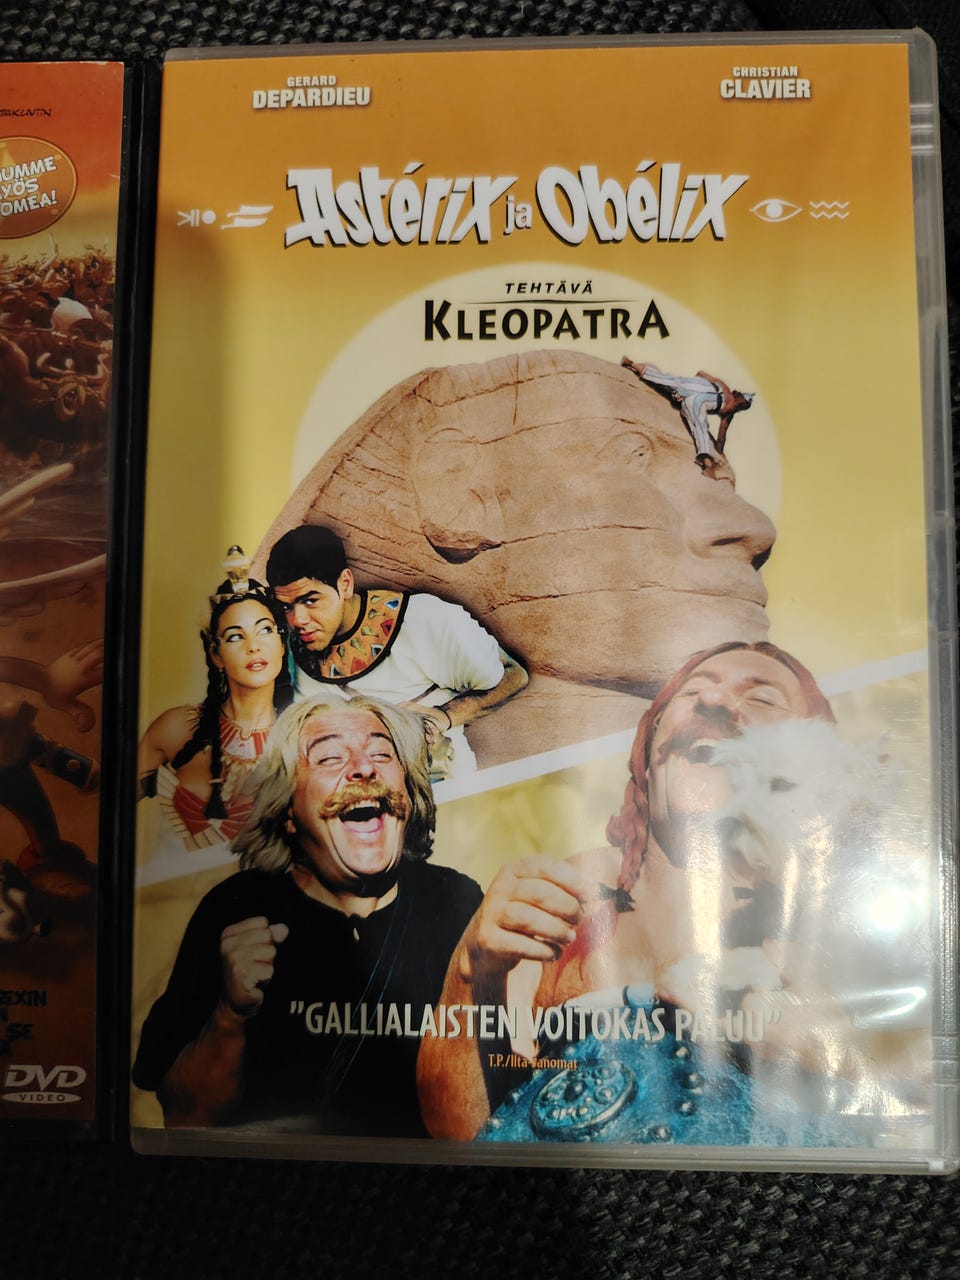 GERARD
DEPARDIEU
CHRISTIAN
CLAVIER
Astérix ja Obélix
TEHTÄVÄ
KLEOPATRA
"GALLIALAISTEN VOITOKAS PALUU"
T.P./Ilta-Sanomat
DVD
VIDEO